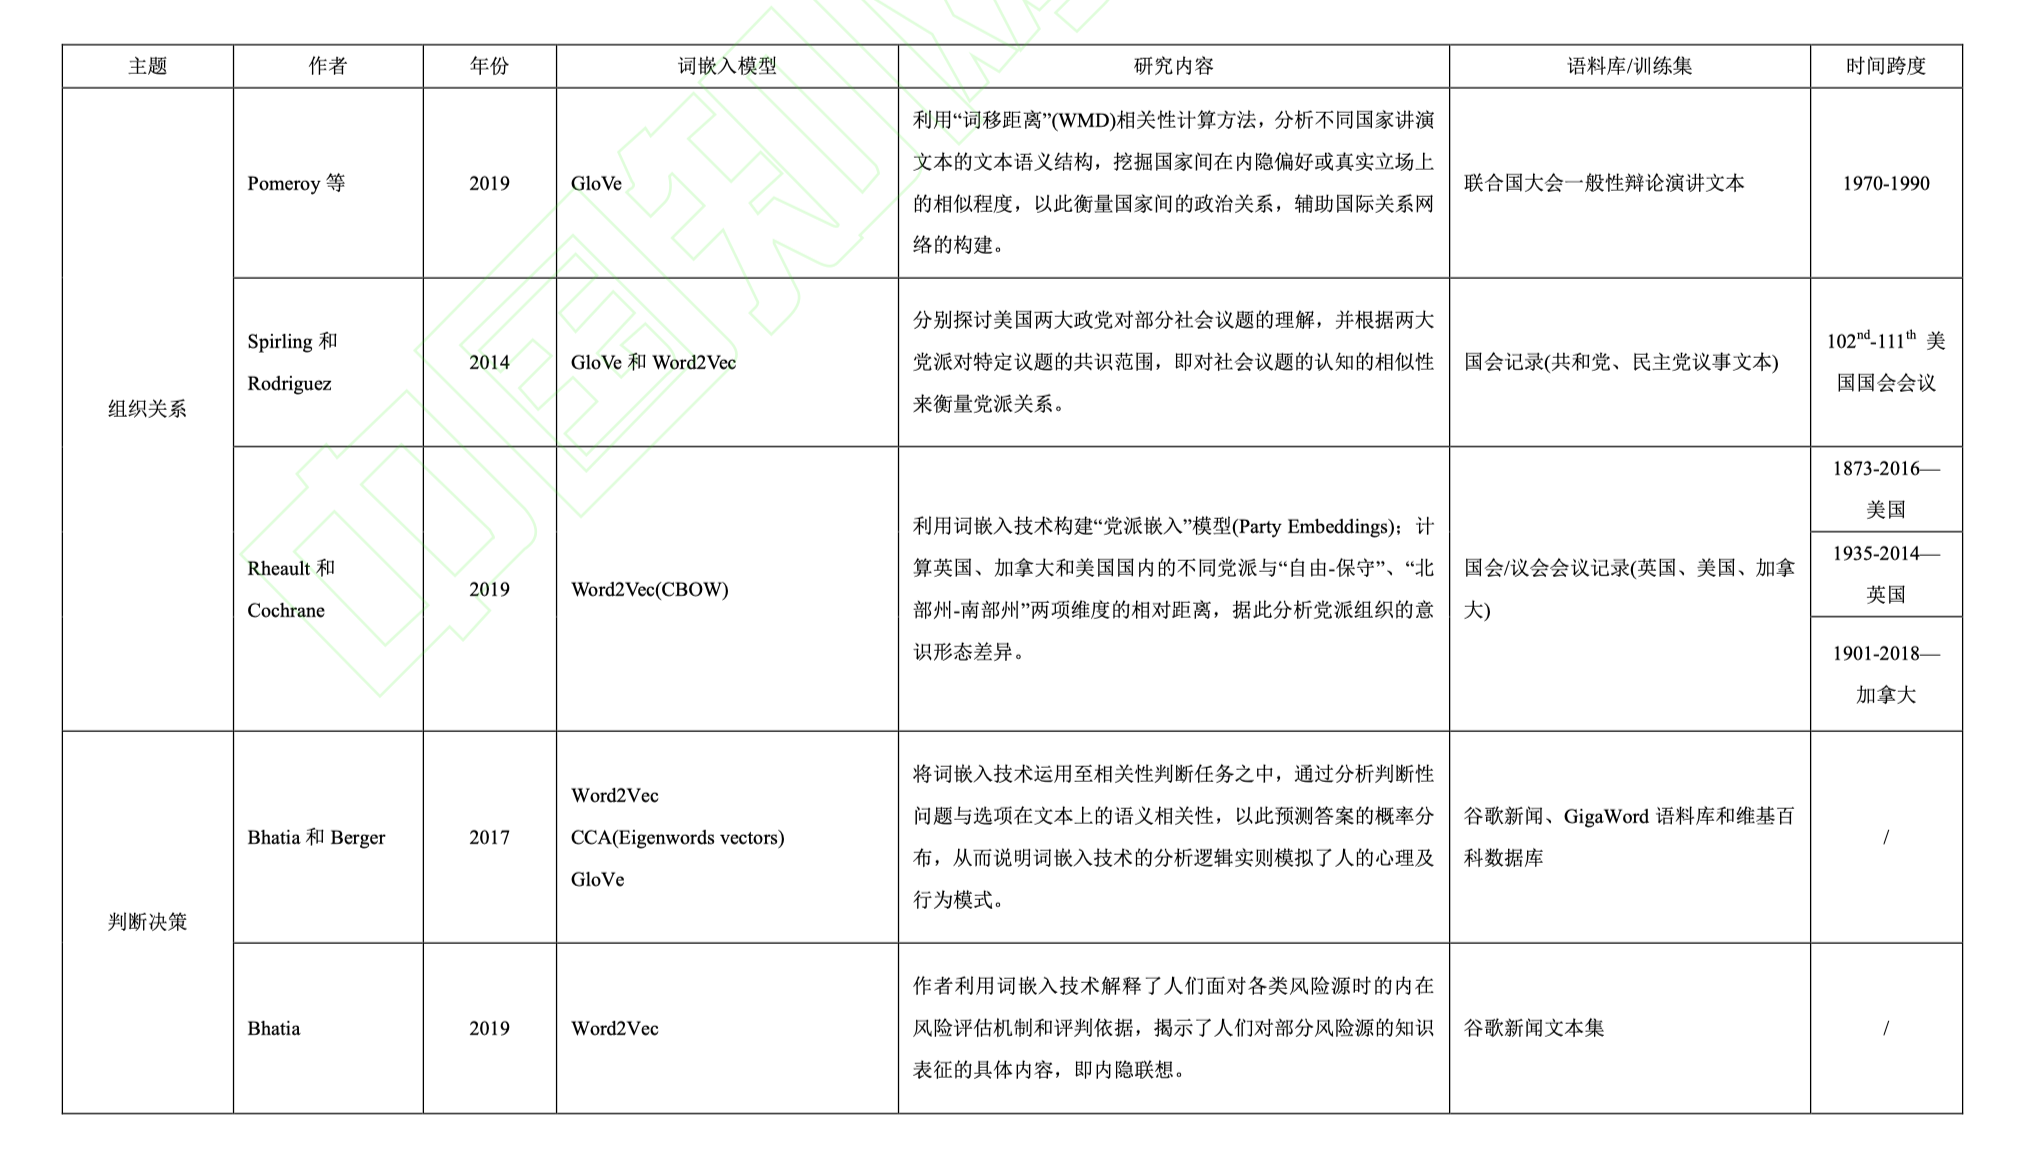 主题 作者 年份 词嵌入模型 研究内容 语料库/训练集 时间跨度
组织关系
Pomeroy 等
2019
GloVe
利用“词移距离”(WMD)相关性计算方法，分析不同国家讲演
文本的文本语义结构，挖掘国家间在内隐偏好或真实立场上
的相似程度，以此衡量国家间的政治关系，辅助国际关系网
络的构建。
联合国大会一般性辩论演讲文本
1970-1990
Spirling 和
Rodriguez
2014
GloVe 和 Word2Vec
分别探讨美国两大政党对部分社会议题的理解，并根据两大
党派对特定议题的共识范围，即对社会议题的认知的相似性
来衡量党派关系。
国会记录(共和党、民主党议事文本)
102nd-111th 美
国国会会议
Rheault 和
Cochrane
2019
Word2Vec(CBOW)
利用词嵌入技术构建“党派嵌入”模型(Party Embeddings)；计
算英国、加拿大和美国国内的不同党派与“自由-保守”、“北
部州-南部州”两项维度的相对距离，据此分析党派组织的意
识形态差异。
国会/议会会议记录(英国、美国、加拿
大)
1873-2016—
美国
1935-2014—
英国
1901-2018—
加拿大
判断决策
Bhatia 和 Berger
2017
Word2Vec
CCA(Eigenwords vectors)
GloVe
将词嵌入技术运用至相关性判断任务之中，通过分析判断性
问题与选项在文本上的语义相关性，以此预测答案的概率分
布，从而说明词嵌入技术的分析逻辑实则模拟了人的心理及
行为模式。
谷歌新闻、GigaWord 语料库和维基百
科数据库
/
Bhatia
2019
Word2Vec
作者利用词嵌入技术解释了人们面对各类风险源时的内在
风险评估机制和评判依据，揭示了人们对部分风险源的知识
表征的具体内容，即内隐联想。
谷歌新闻文本集
/
中国知